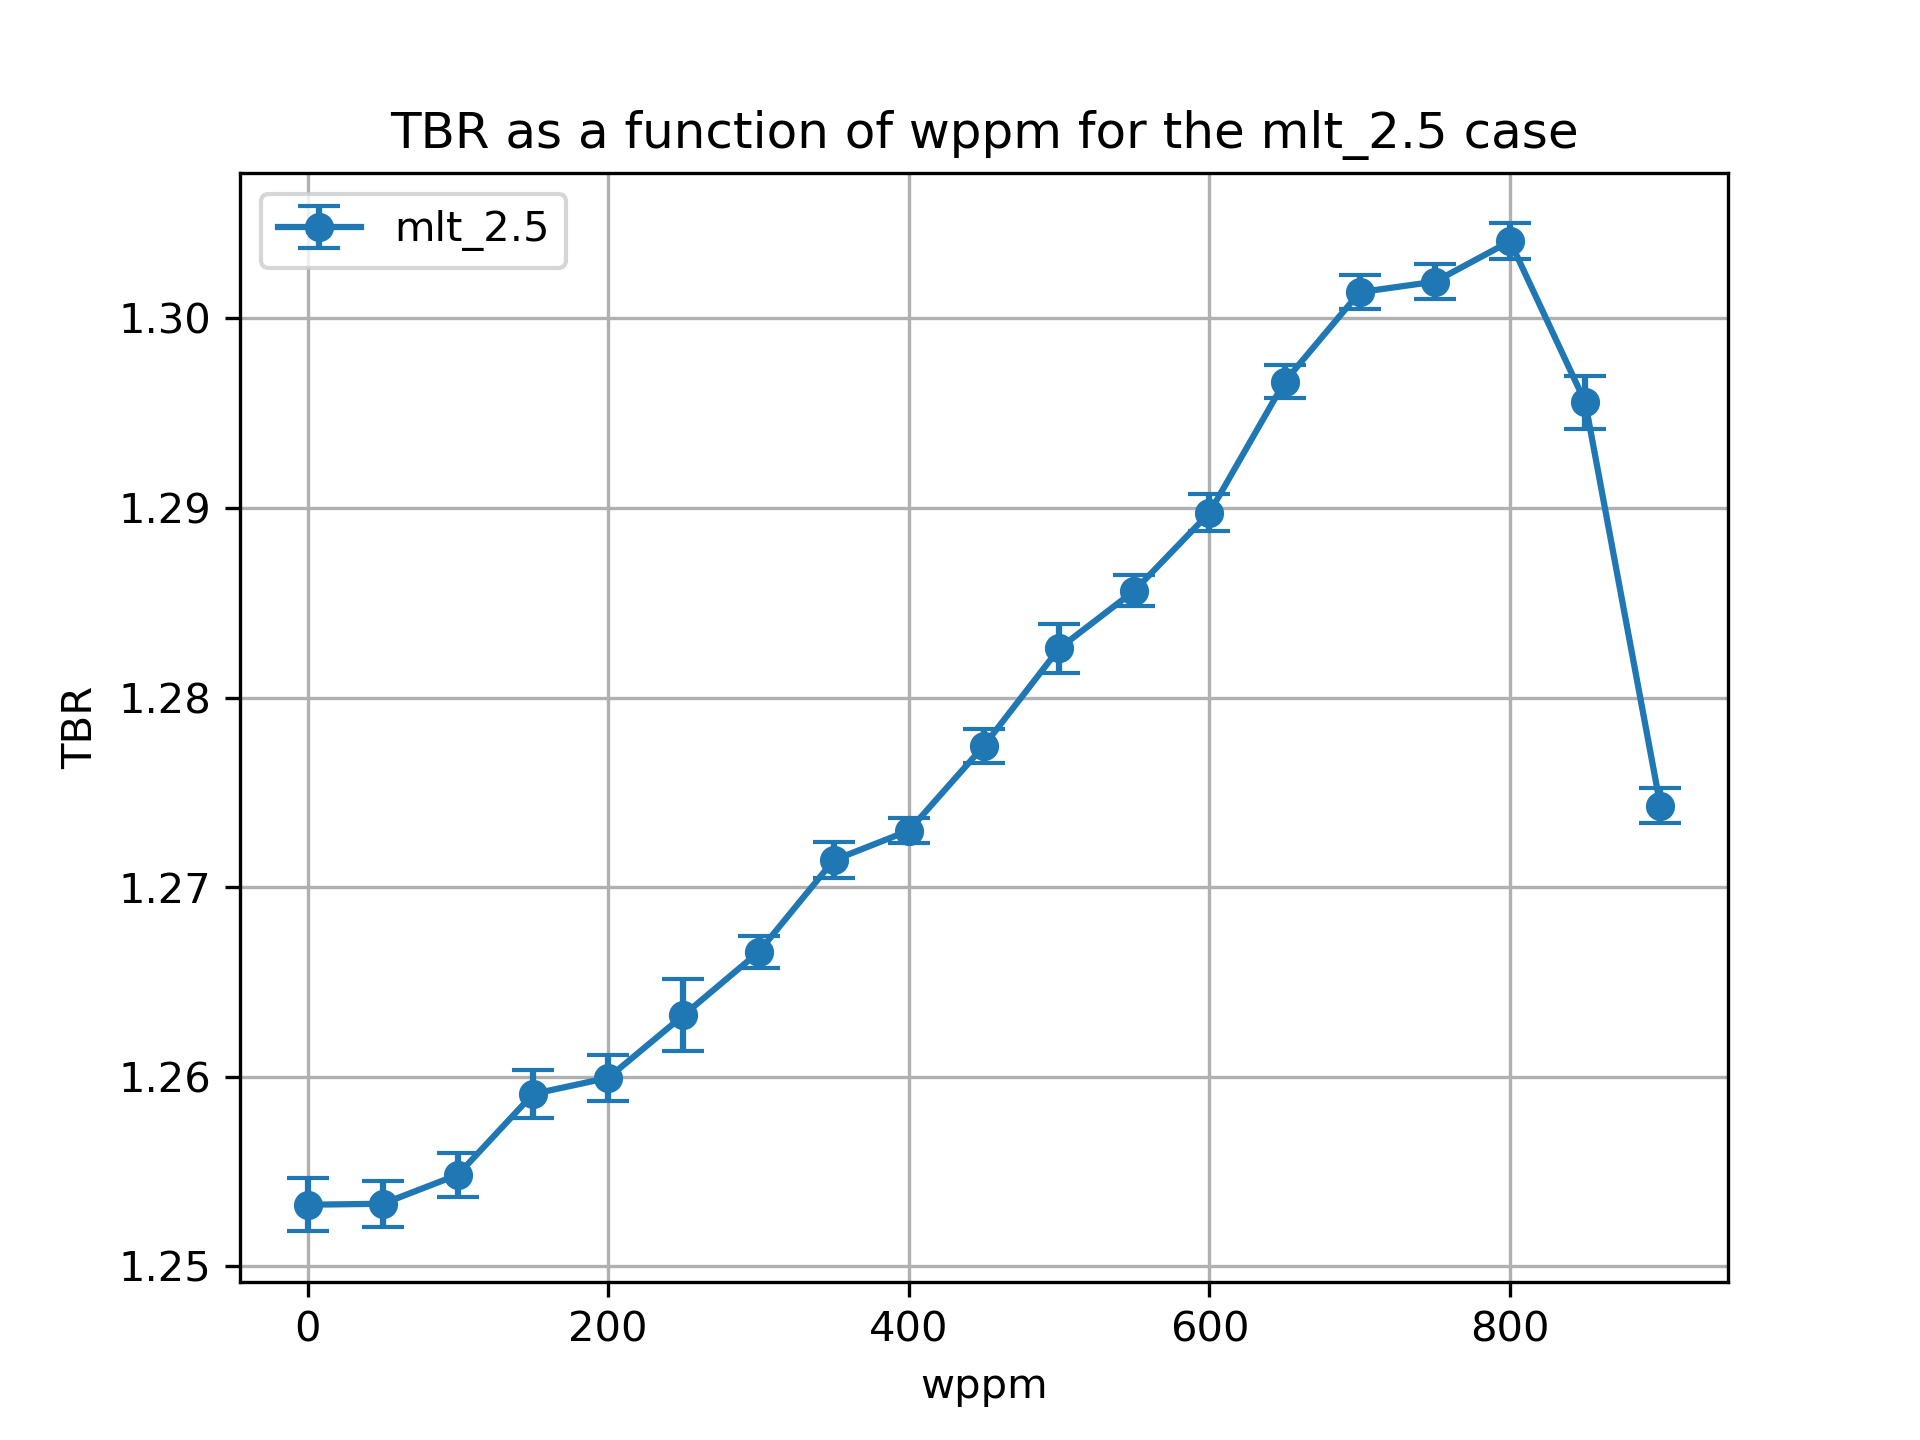 TBR as a function of wppm for the mlt_2.5 case
mlt_2.5
1.30
1.29
1.28
1.27
1.26
1.25
TBR
0 200 400 600 800
wppm